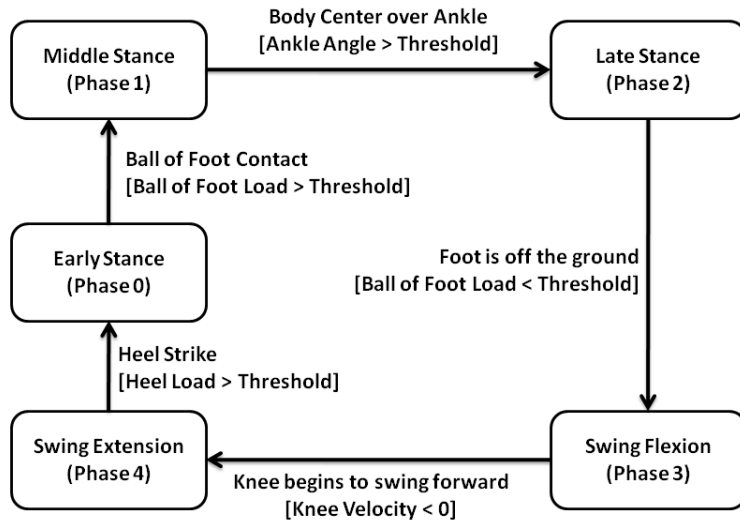 Body Center over Ankle
[Ankle Angle > Threshold]
Middle Stance
(Phase 1)
Late Stance
(Phase 2)
Ball of Foot Contact
[Ball of Foot Load > Threshold]
Early Stance
(Phase 0)
Foot is off the ground
[Ball of Foot Load < Threshold]
Heel Strike
[Heel Load > Threshold]
Swing Extension
(Phase 4)
Swing Flexion
(Phase 3)
Knee begins to swing forward
[Knee Velocity < 0]